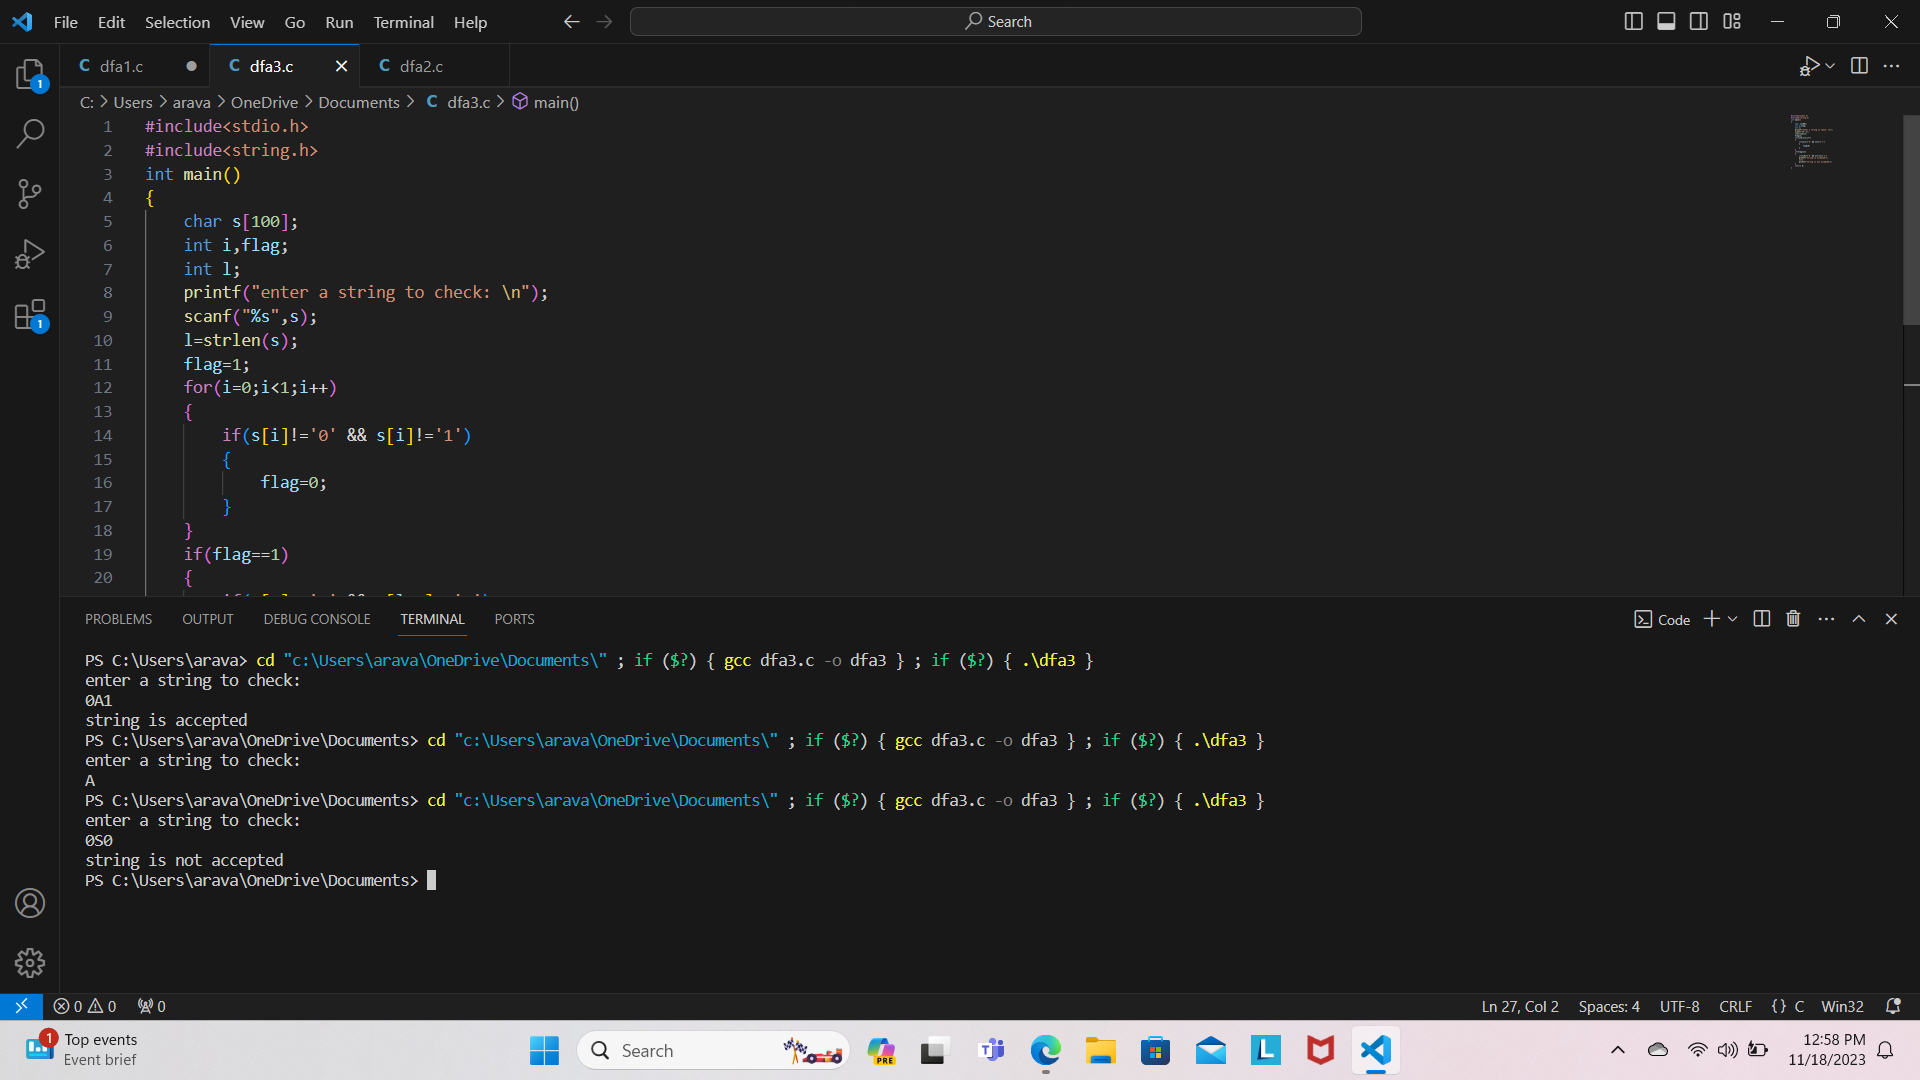 File Edit Selection View Go Run Terminal Help
Search
C dfa1.c
C dfa3.c
C dfa2.c
C: > Users > arava > OneDrive > Documents > C dfa3.c > main()
1 #include<stdio.h>
2 #include<string.h>
3 int main()
4 {
5 char s[100];
6 int i,flag;
7 int l;
8 printf("enter a string to check: \n");
9 scanf("%s",s);
10 l=strlen(s);
11 flag=1;
12 for(i=0;i<1;i++)
13 {
14 if(s[i]!='0' && s[i]!='1')
15 {
16 flag=0;
17 }
18 }
19 if(flag==1)
20 {
PROBLEMS OUTPUT DEBUG CONSOLE TERMINAL PORTS
Code
PS C:\Users\arava> cd "c:\Users\arava\OneDrive\Documents\" ; if ($?) { gcc dfa3.c -o dfa3 } ; if ($?) { .\dfa3 }
enter a string to check:
0A1
string is accepted
PS C:\Users\arava\OneDrive\Documents> cd "c:\Users\arava\OneDrive\Documents\" ; if ($?) { gcc dfa3.c -o dfa3 } ; if ($?) { .\dfa3 }
enter a string to check:
A
PS C:\Users\arava\OneDrive\Documents> cd "c:\Users\arava\OneDrive\Documents\" ; if ($?) { gcc dfa3.c -o dfa3 } ; if ($?) { .\dfa3 }
enter a string to check:
0S0
string is not accepted
PS C:\Users\arava\OneDrive\Documents>
1
1
0 0 0
Ln 27, Col 2 Spaces: 4 UTF-8 CRLF {} C Win32
1
Top events
Event brief
Search
PRE
12:58 PM
11/18/2023